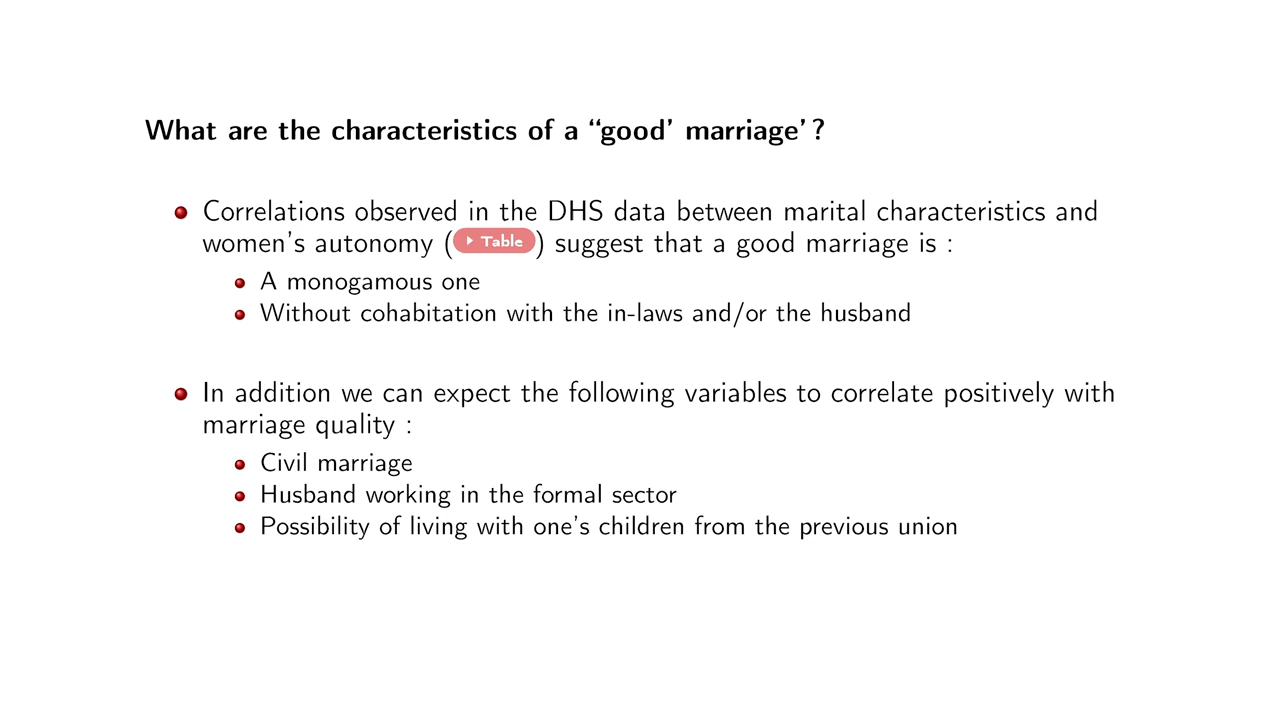 What are the characteristics of a “good’ marriage’ ?
Correlations observed in the DHS data between marital characteristics and
women’s autonomy ( Table ) suggest that a good marriage is :
A monogamous one
Without cohabitation with the in-laws and/or the husband
In addition we can expect the following variables to correlate positively with
marriage quality :
Civil marriage
Husband working in the formal sector
Possibility of living with one’s children from the previous union